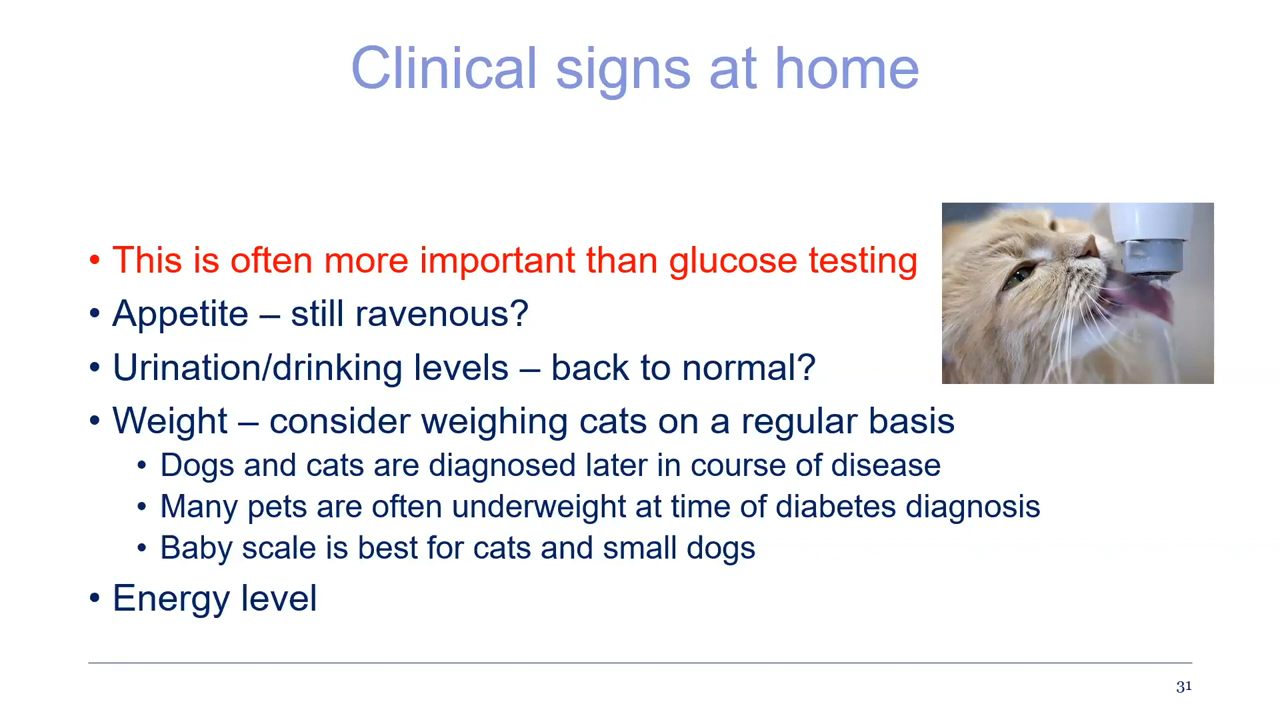 Clinical signs at home
• This is often more important than glucose testing
• Appetite – still ravenous?
• Urination/drinking levels – back to normal?
• Weight – consider weighing cats on a regular basis
• Dogs and cats are diagnosed later in course of disease
• Many pets are often underweight at time of diabetes diagnosis
• Baby scale is best for cats and small dogs
• Energy level
31